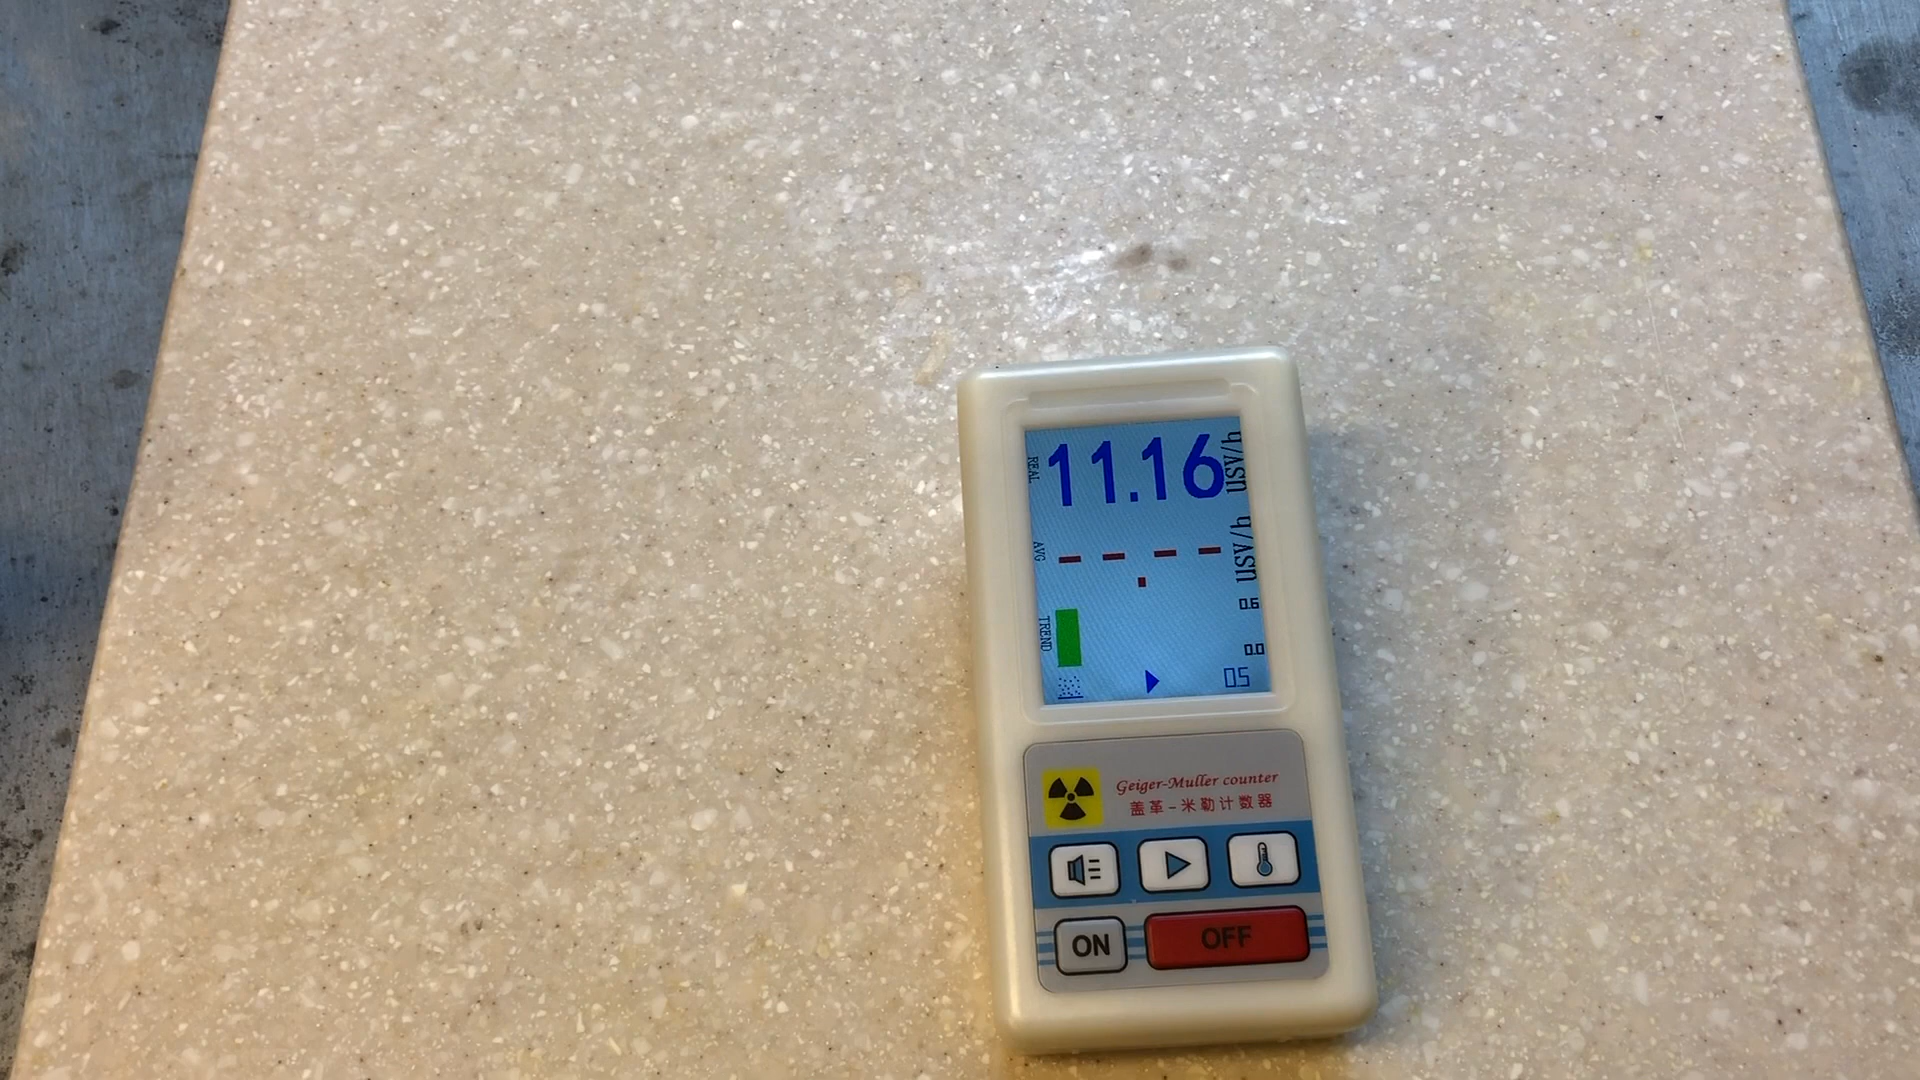 REAL 11.16 usv/h
AVG - - . - - usv/h
0.6
TREND
0.0
05
Geiger-Muller counter
盖革-米勒计数器
ON OFF